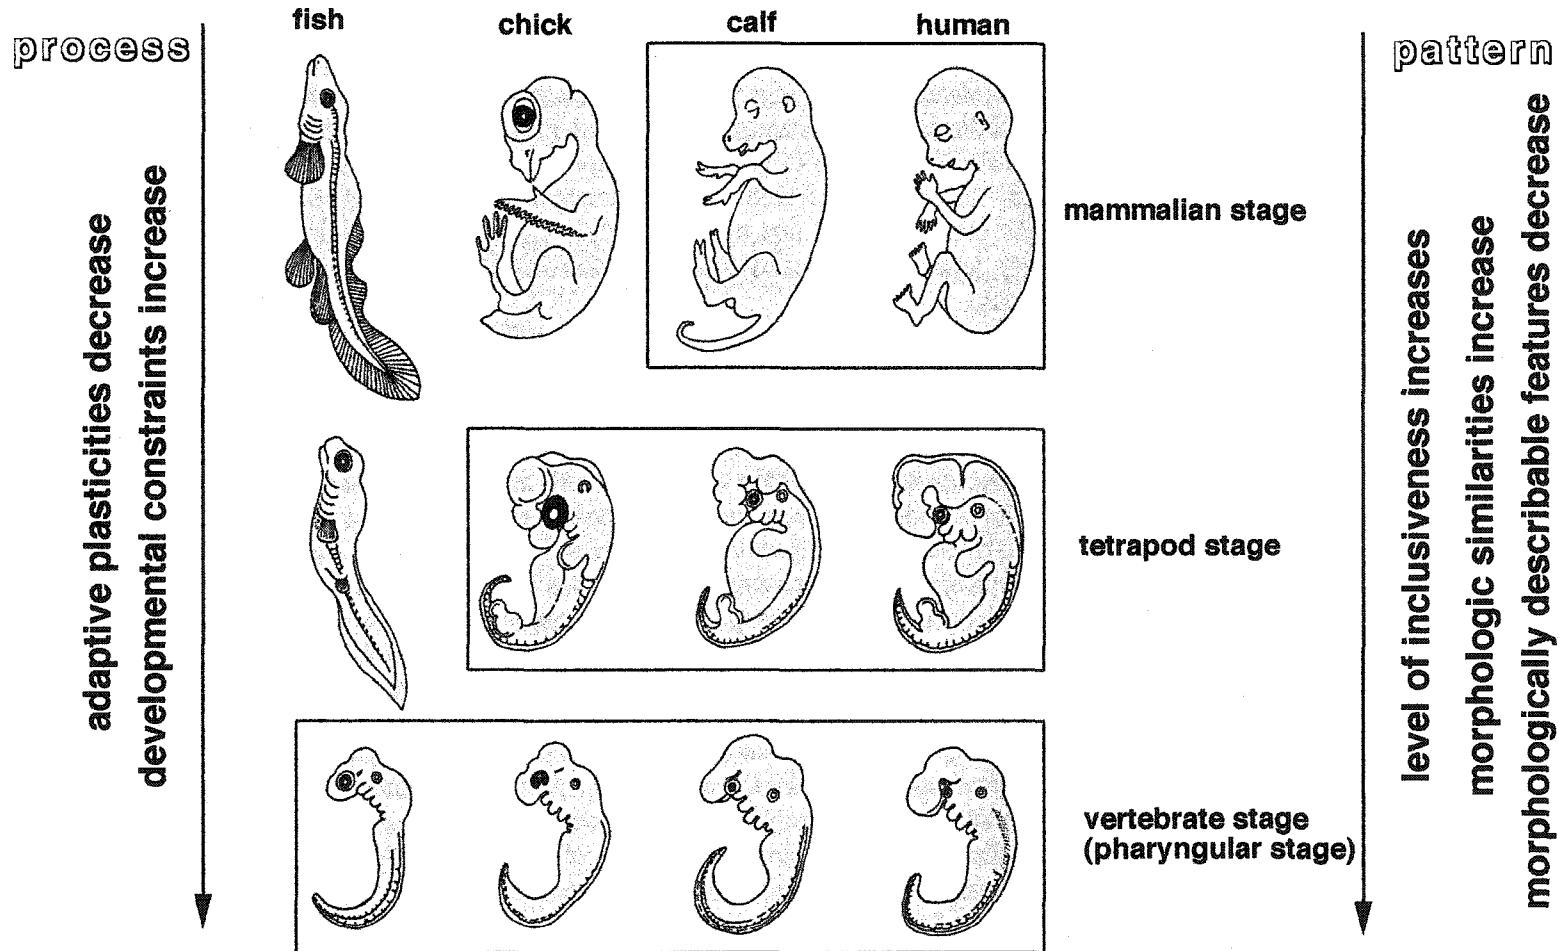 fish
chick
calf
human
process
pattern
adaptive plasticities decrease
developmental constraints increase
mammalian stage
tetrapod stage
vertebrate stage
(pharyngular stage)
level of inclusiveness increases
morphologic similarities increase
morphologically describable features decrease